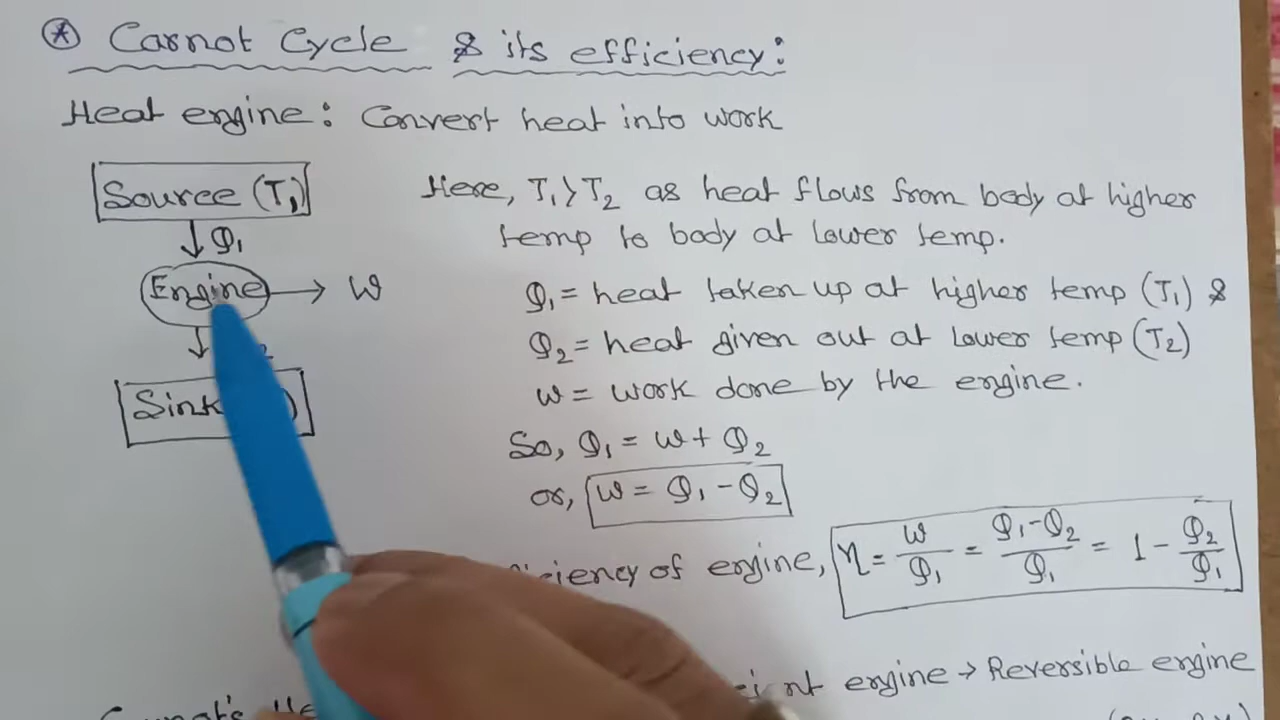 ⊛ Carnot Cycle & its efficiency:
Heat engine: Convert heat into work
Source (T₁)
Q₁
Engine → W
Sink
Here, T₁>T₂ as heat flows from body at higher
temp to body at lower temp.
Q₁ = heat taken up at higher temp (T₁) &
Q₂ = heat given out at lower temp (T₂)
W = work done by the engine.
So, Q₁ = W + Q₂
or, W = Q₁ - Q₂
of engine, η = W/Q₁ = Q₁-Q₂/Q₁ = 1 - Q₂/Q₁
engine → Reversible engine